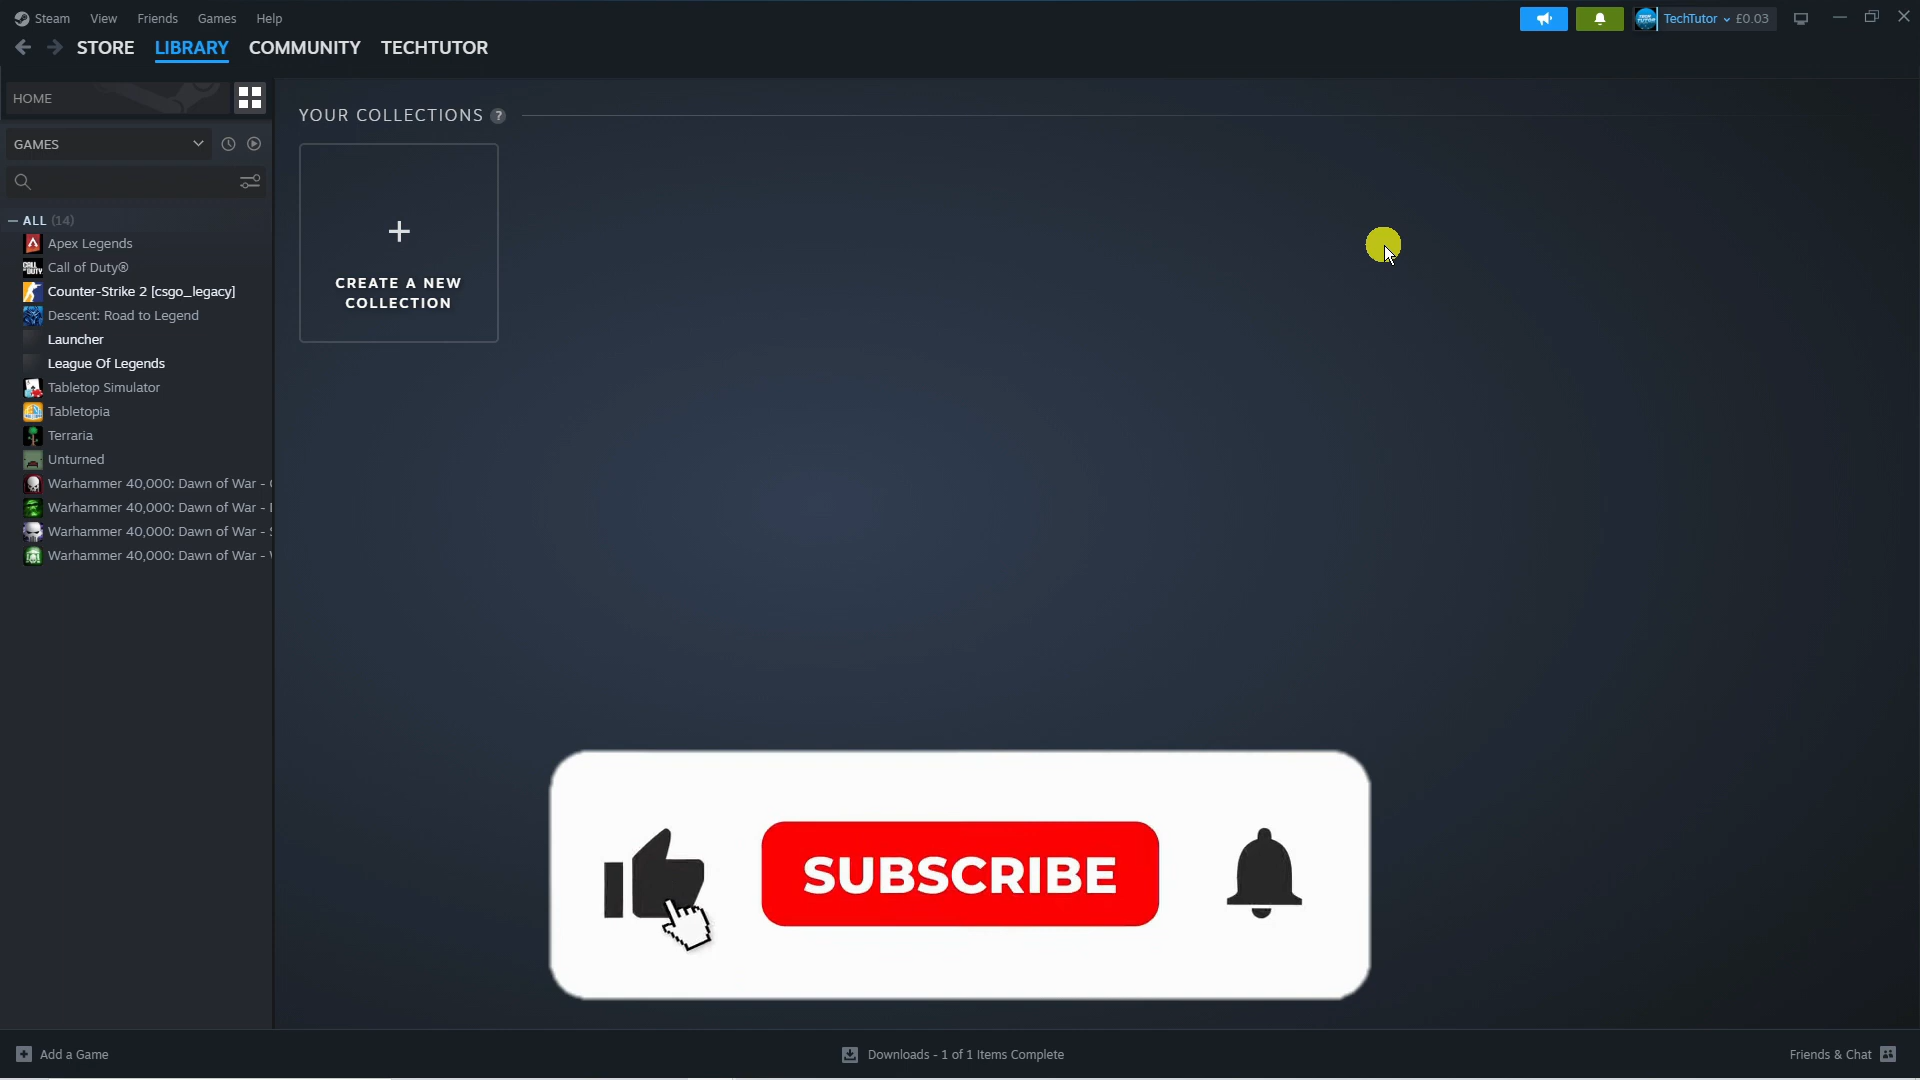 Steam View Friends Games Help
TechTutor £0.03
STORE LIBRARY COMMUNITY TECHTUTOR
HOME
GAMES
ALL (14)
Apex Legends
Call of Duty®
Counter-Strike 2 [csgo_legacy]
Descent: Road to Legend
Launcher
League Of Legends
Tabletop Simulator
Tabletopia
Terraria
Unturned
Warhammer 40,000: Dawn of War -
Warhammer 40,000: Dawn of War -
Warhammer 40,000: Dawn of War -
Warhammer 40,000: Dawn of War -
YOUR COLLECTIONS ?
+
CREATE A NEW
COLLECTION
SUBSCRIBE
Add a Game
Downloads - 1 of 1 Items Complete
Friends & Chat